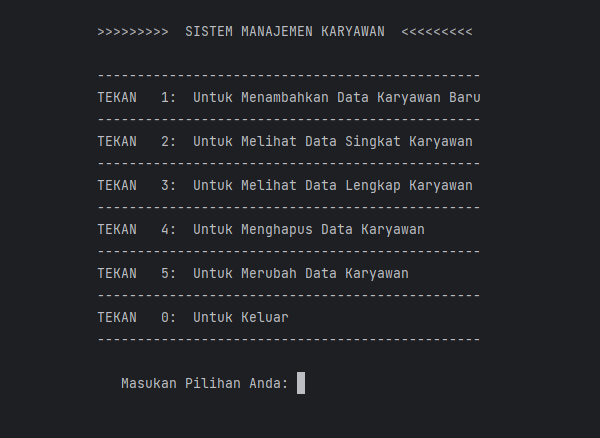 >>>>>>>>>  SISTEM MANAJEMEN KARYAWAN  <<<<<<<<<
------------------------------------------------
TEKAN   1:  Untuk Menambahkan Data Karyawan Baru
------------------------------------------------
TEKAN   2:  Untuk Melihat Data Singkat Karyawan
------------------------------------------------
TEKAN   3:  Untuk Melihat Data Lengkap Karyawan
------------------------------------------------
TEKAN   4:  Untuk Menghapus Data Karyawan
------------------------------------------------
TEKAN   5:  Untuk Merubah Data Karyawan
------------------------------------------------
TEKAN   0:  Untuk Keluar
------------------------------------------------
Masukan Pilihan Anda: